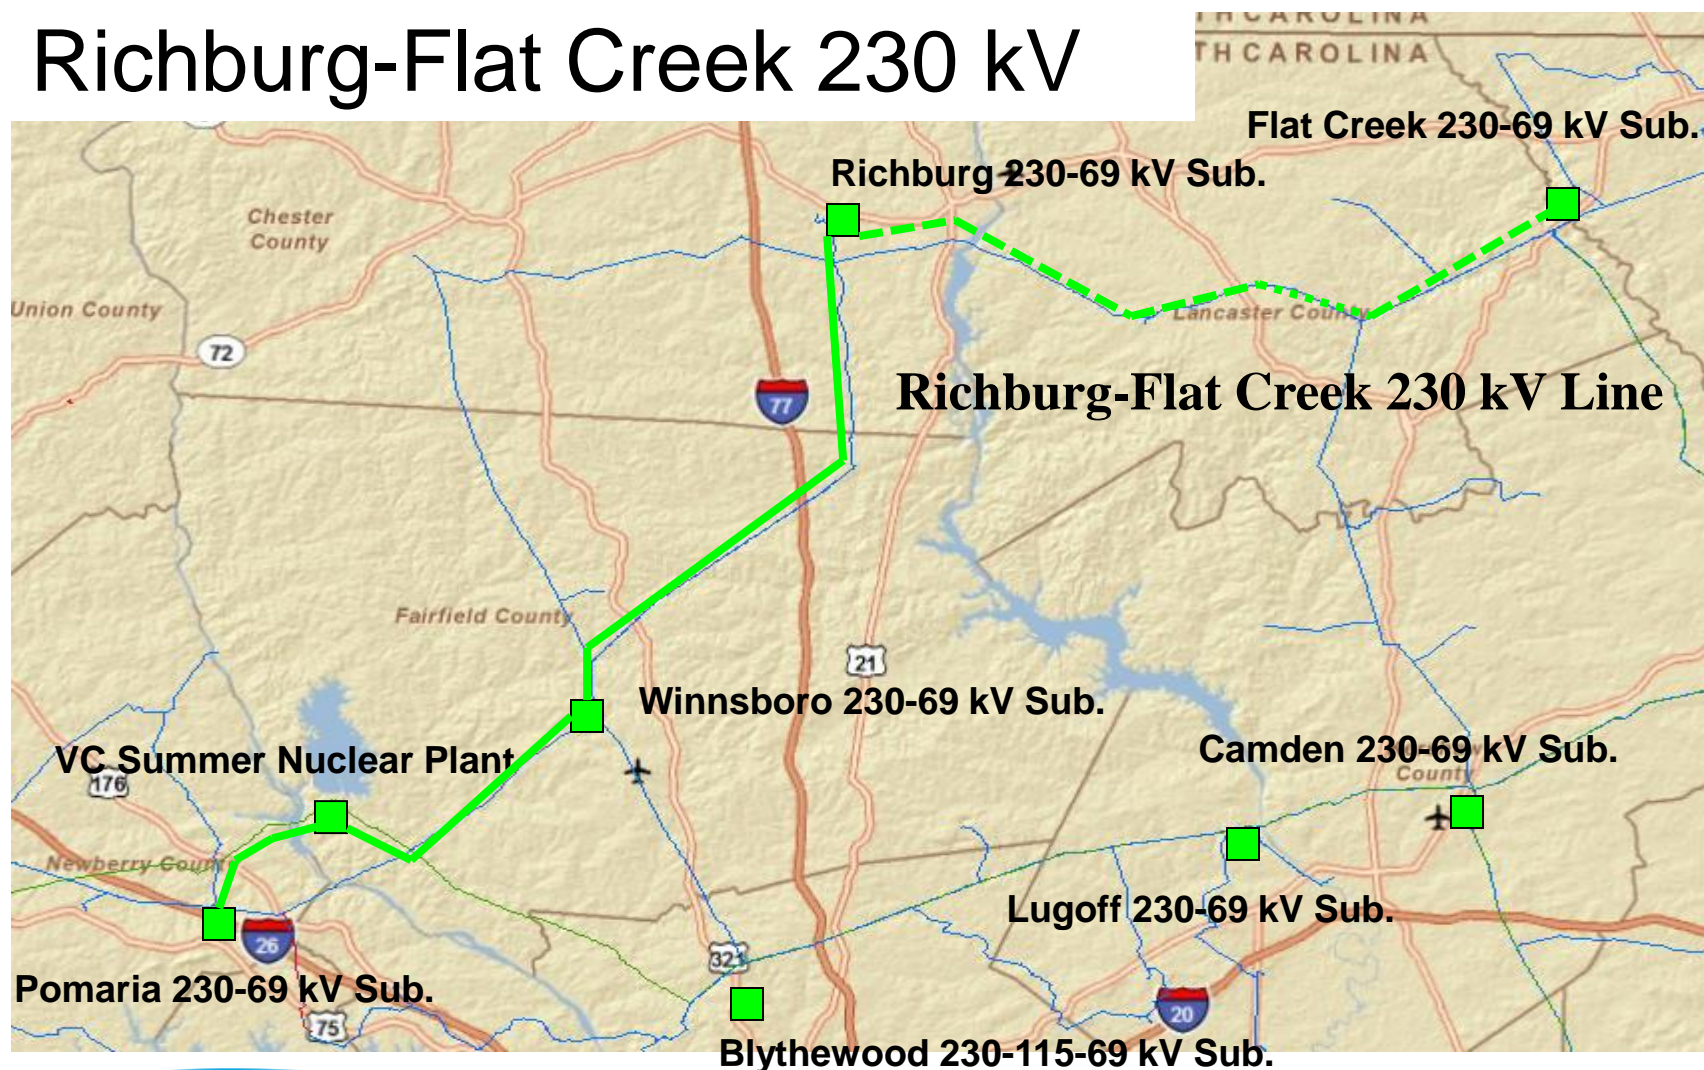 Richburg-Flat Creek 230 kV
TH CAROLINA
TH CAROLINA
Flat Creek 230-69 kV Sub.
Richburg 230-69 kV Sub.
Chester
County
Union County
72
Lancaster County
77
Richburg-Flat Creek 230 kV Line
Fairfield County
21
Winnsboro 230-69 kV Sub.
VC Summer Nuclear Plant
176
Camden 230-69 kV Sub.
County
Newberry County
Lugoff 230-69 kV Sub.
26
321
Pomaria 230-69 kV Sub.
75
20
Blythewood 230-115-69 kV Sub.